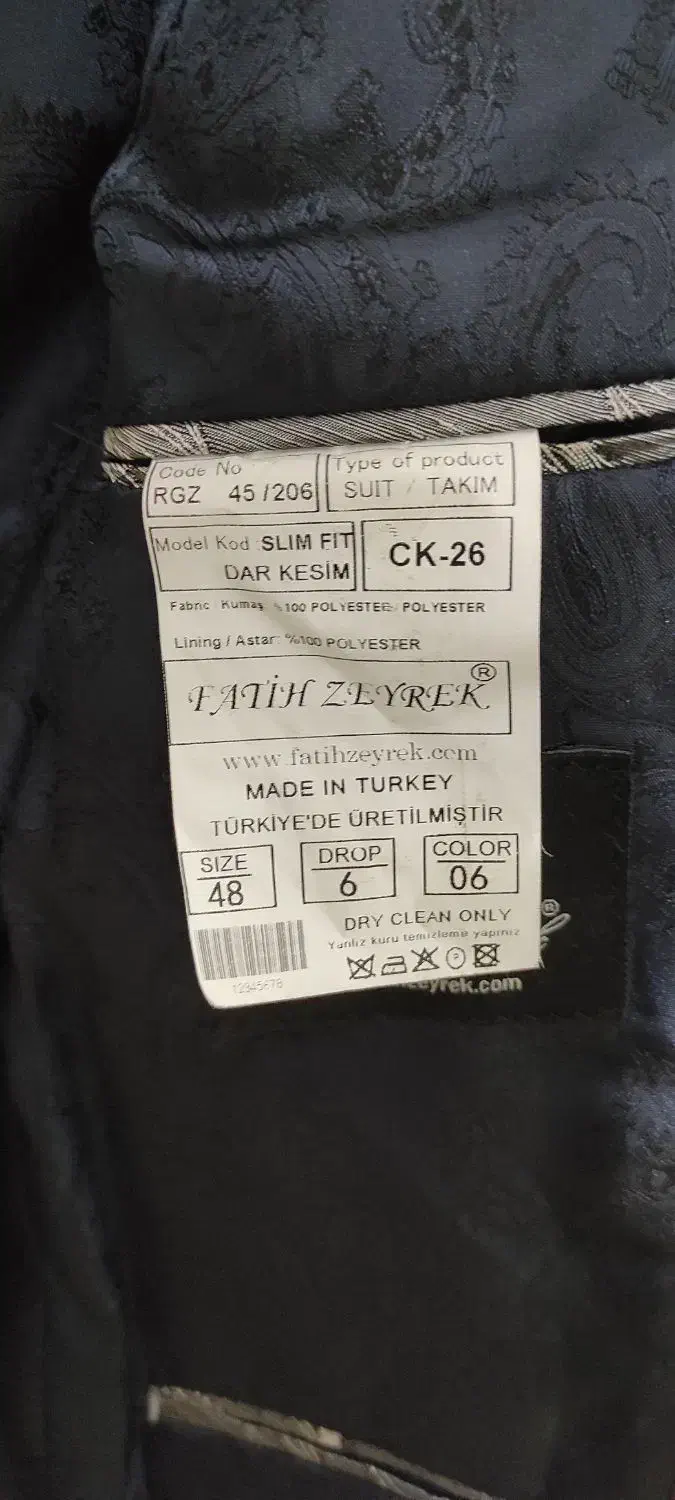 Code No
RGZ 45/206
Type of product
SUIT / TAKIM
Model Kod SLIM FIT
DAR KESİM
CK-26
Fabric Kumaş %100 POLYESTER POLYESTER
Lining / Astar %100 POLYESTER
FATİH ZEYREK ®
www.fatihzeyrek.com
MADE IN TURKEY
TÜRKİYE'DE ÜRETİLMİŞTİR
SIZE
48
DROP
6
COLOR
06
DRY CLEAN ONLY
Yanlız kuru temizleme yapınız
12345678
®
zeyrek.com